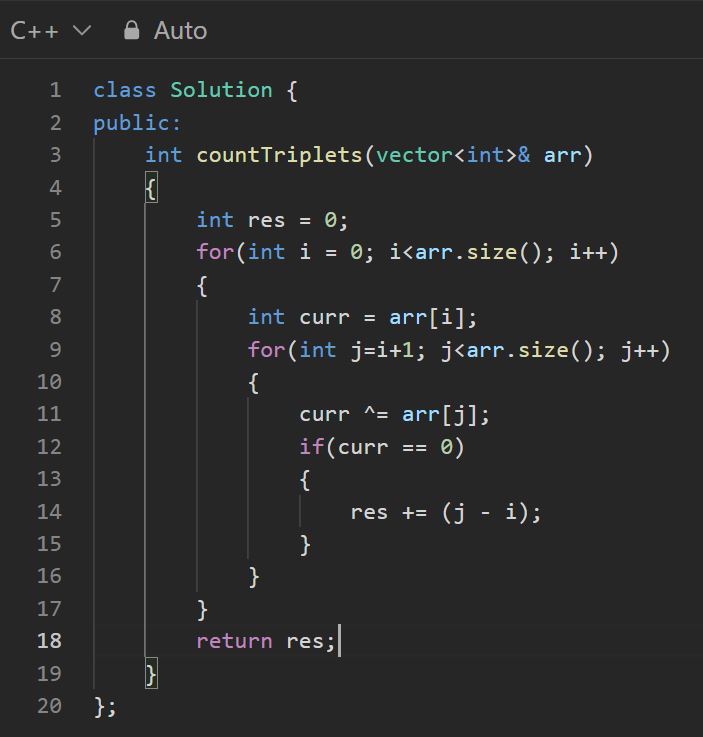 C++ Auto
1 class Solution {
2 public:
3     int countTriplets(vector<int>& arr)
4     {
5         int res = 0;
6         for(int i = 0; i<arr.size(); i++)
7         {
8             int curr = arr[i];
9             for(int j=i+1; j<arr.size(); j++)
10             {
11                 curr ^= arr[j];
12                 if(curr == 0)
13                 {
14                     res += (j - i);
15                 }
16             }
17         }
18         return res;
19     }
20 };